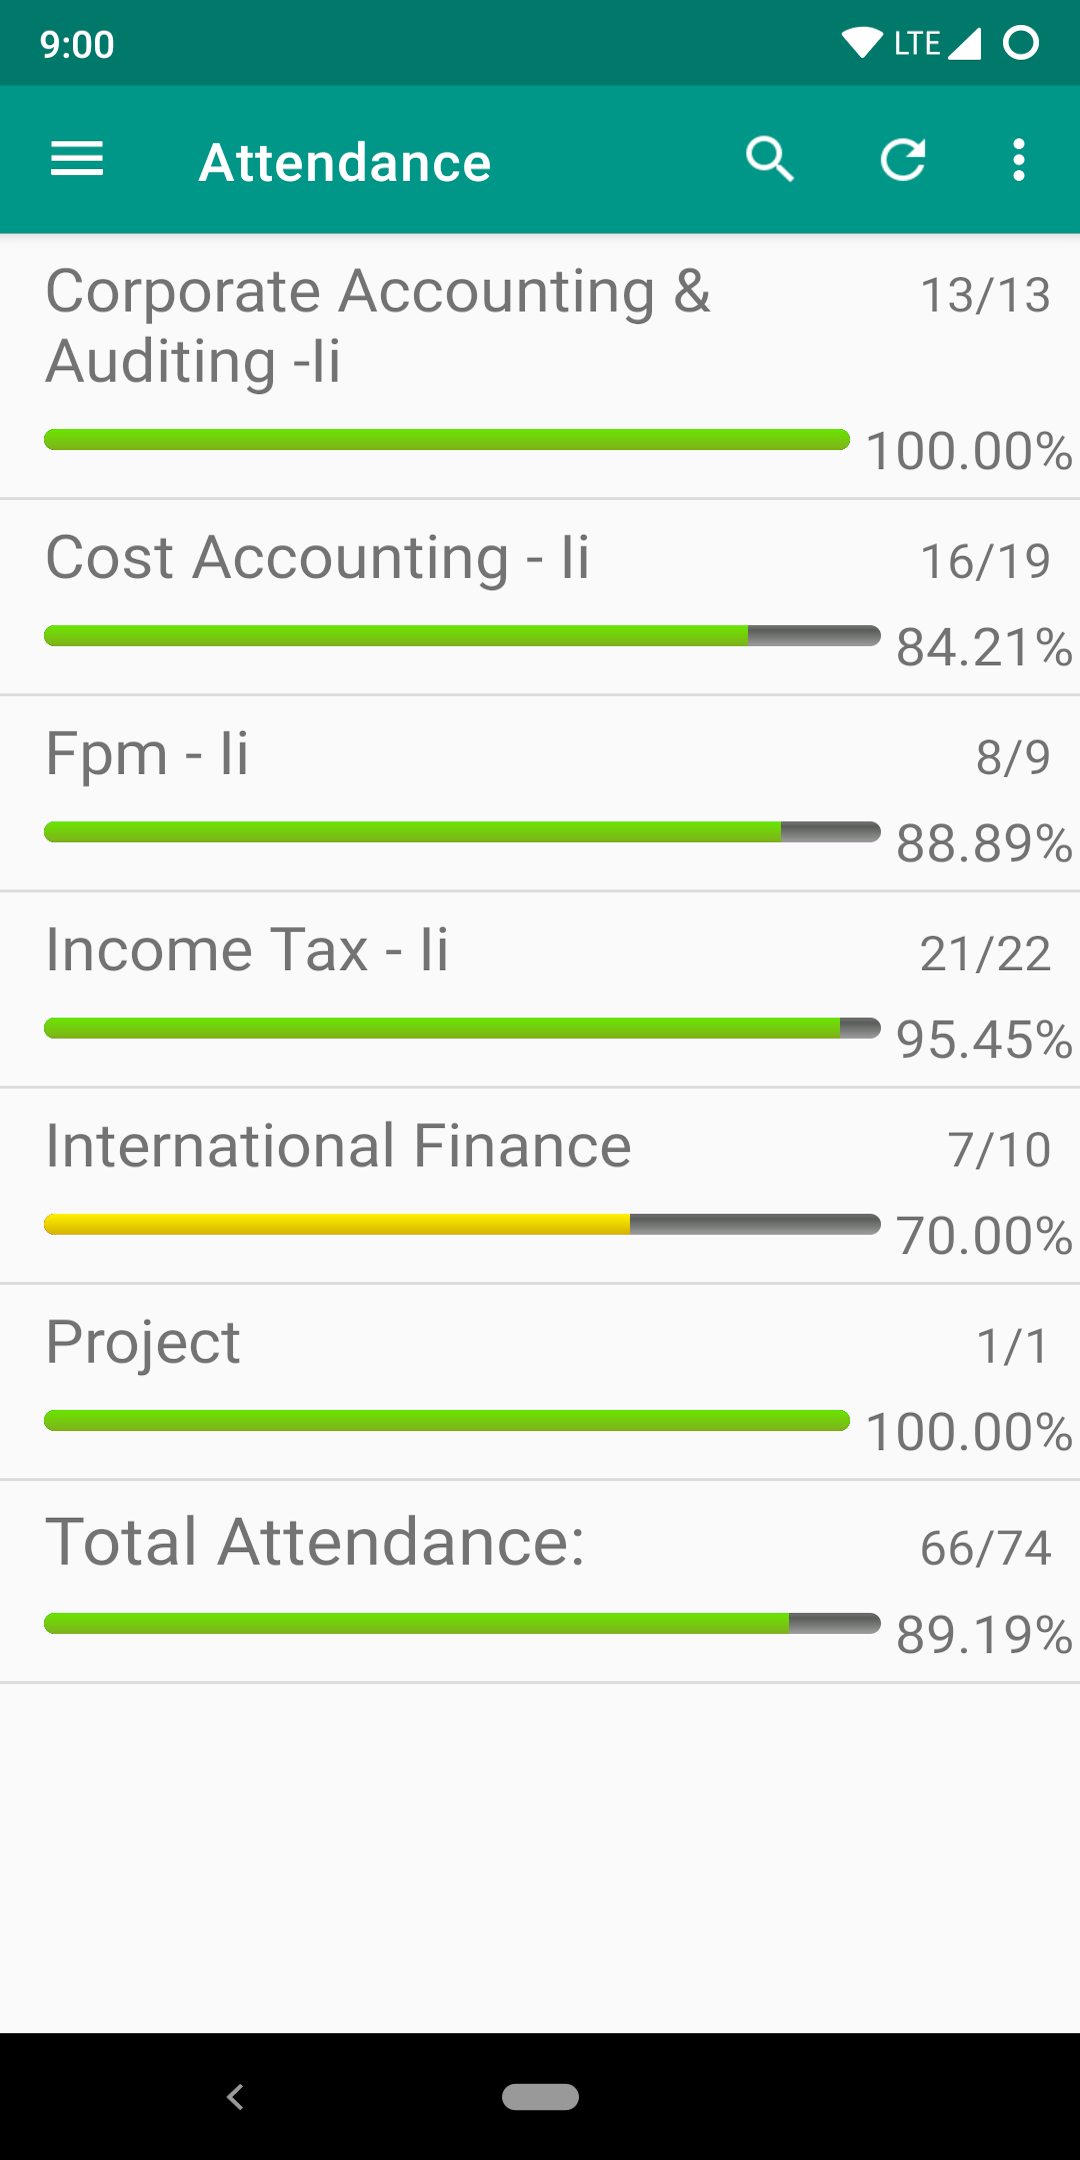 9:00 LTE
Attendance
Corporate Accounting & 13/13
Auditing -Ii
100.00%
Cost Accounting - Ii 16/19
84.21%
Fpm - Ii 8/9
88.89%
Income Tax - Ii 21/22
95.45%
International Finance 7/10
70.00%
Project 1/1
100.00%
Total Attendance: 66/74
89.19%